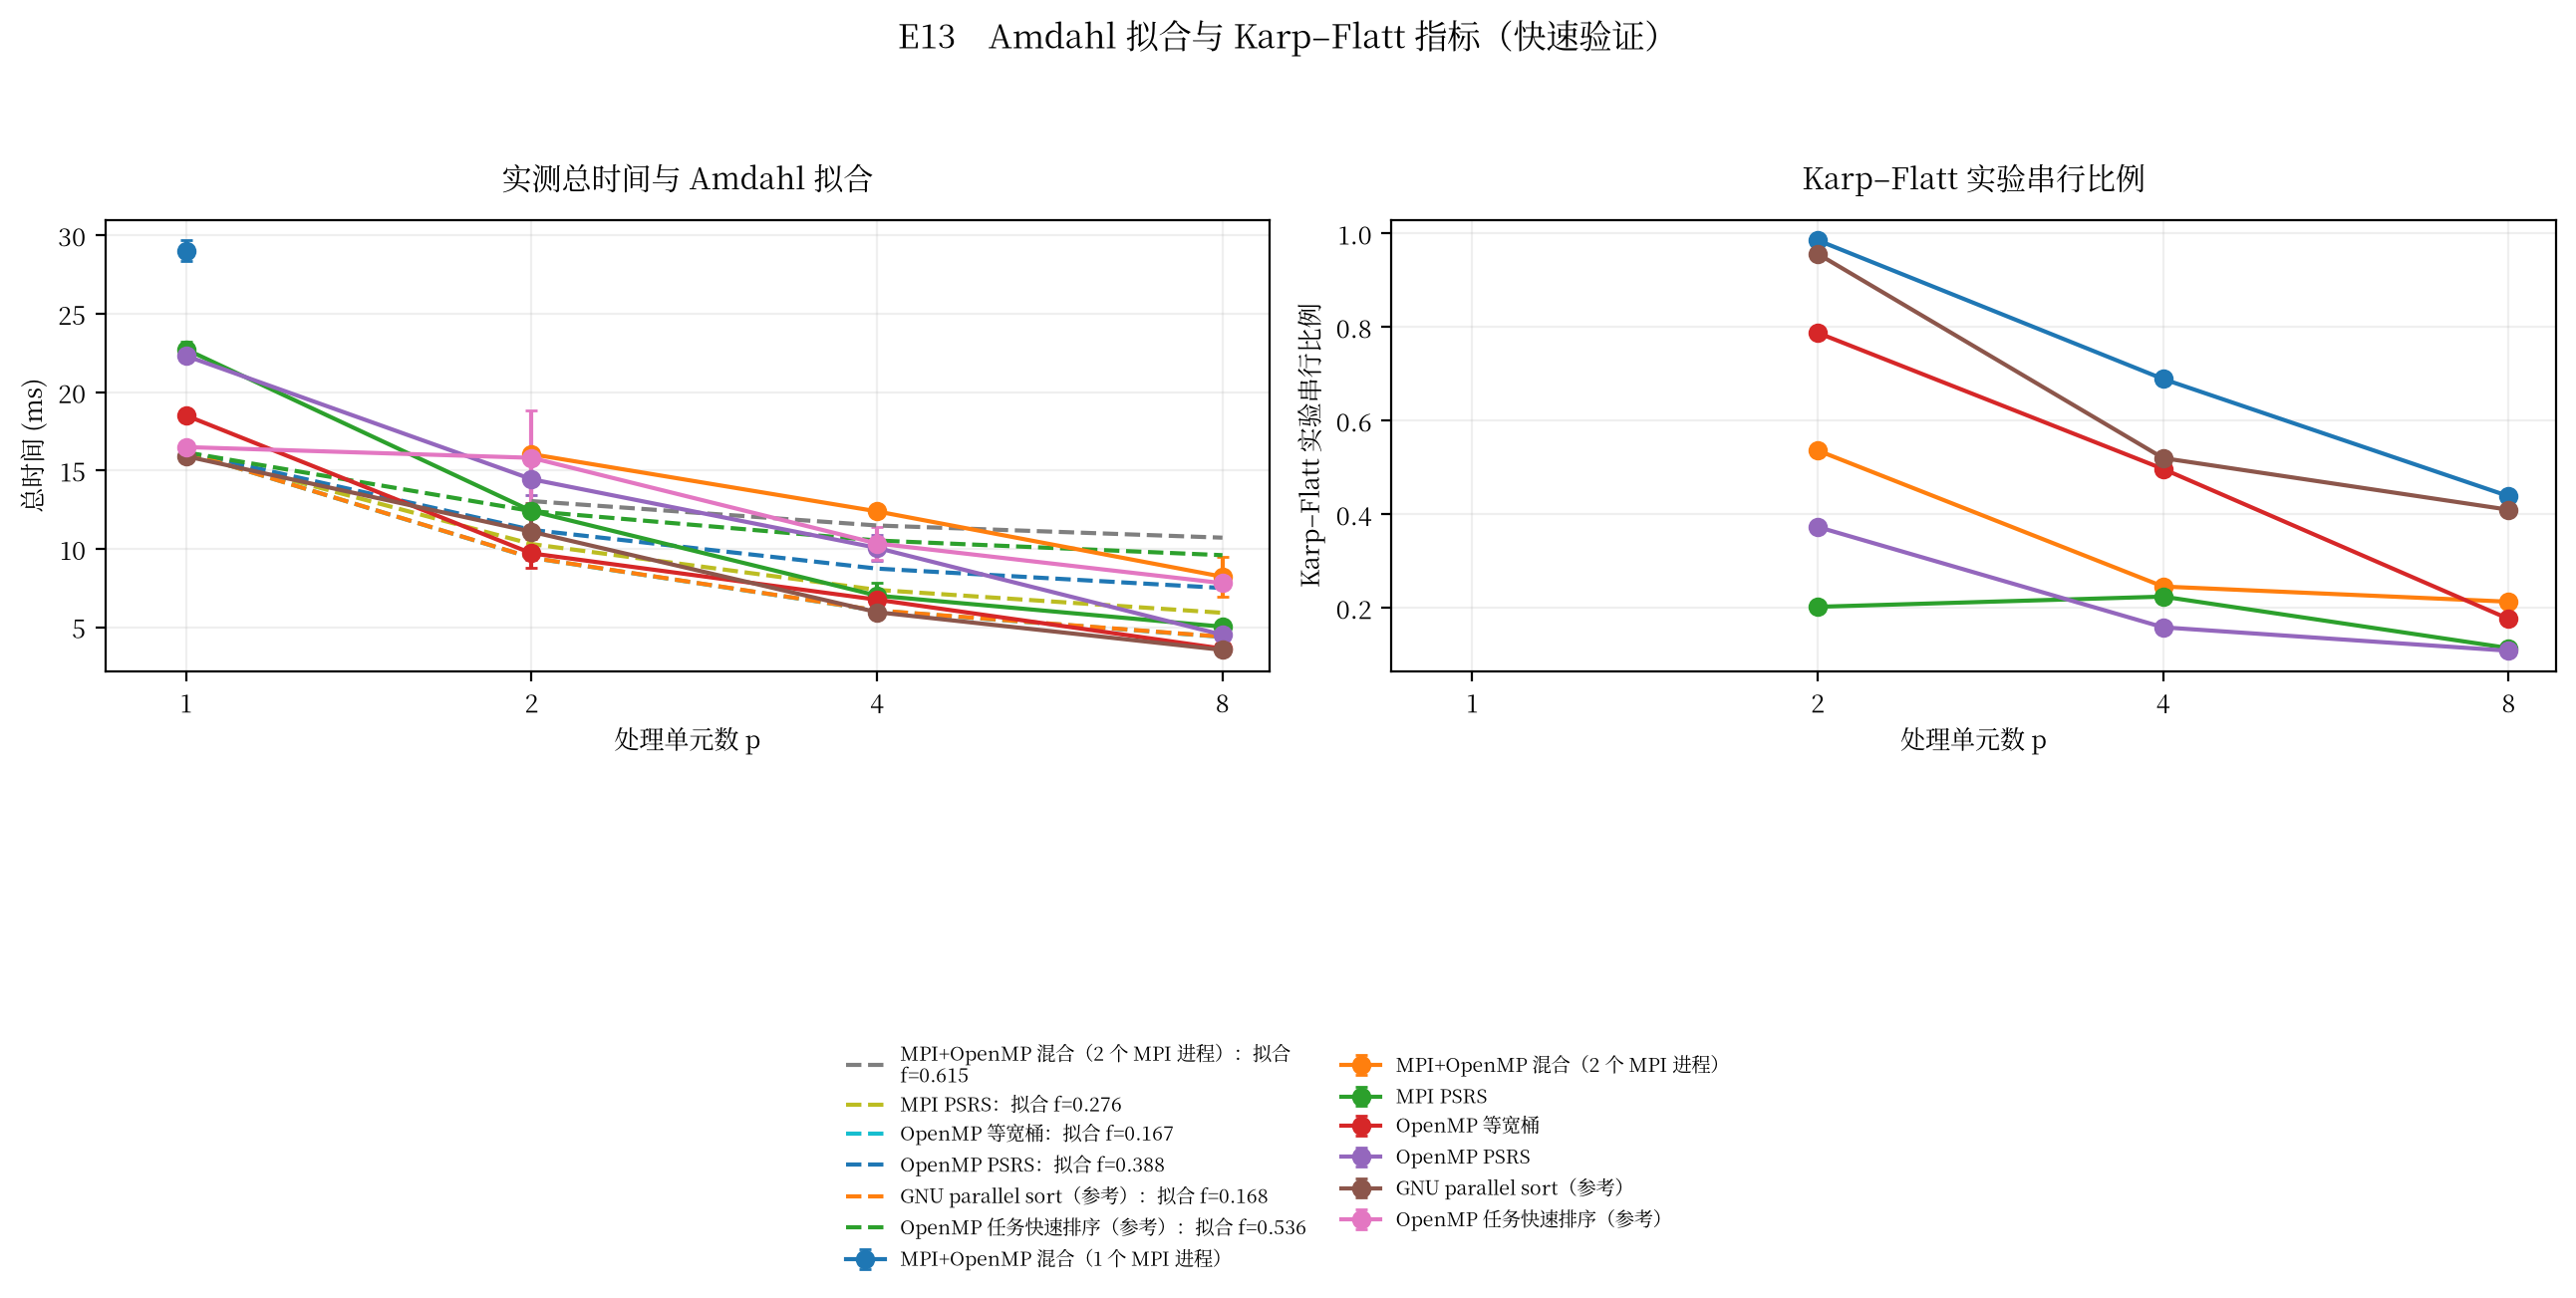 E13　Amdahl 拟合与 Karp–Flatt 指标（快速验证）
实测总时间与 Amdahl 拟合
总时间 (ms)
30
25
20
15
10
5
1
2
4
8
处理单元数 p
Karp–Flatt 实验串行比例
Karp–Flatt 实验串行比例
1.0
0.8
0.6
0.4
0.2
1
2
4
8
处理单元数 p
MPI+OpenMP 混合（2 个 MPI 进程）：拟合
f=0.615
MPI PSRS：拟合 f=0.276
OpenMP 等宽桶：拟合 f=0.167
OpenMP PSRS：拟合 f=0.388
GNU parallel sort（参考）：拟合 f=0.168
OpenMP 任务快速排序（参考）：拟合 f=0.536
MPI+OpenMP 混合（1 个 MPI 进程）
MPI+OpenMP 混合（2 个 MPI 进程）
MPI PSRS
OpenMP 等宽桶
OpenMP PSRS
GNU parallel sort（参考）
OpenMP 任务快速排序（参考）